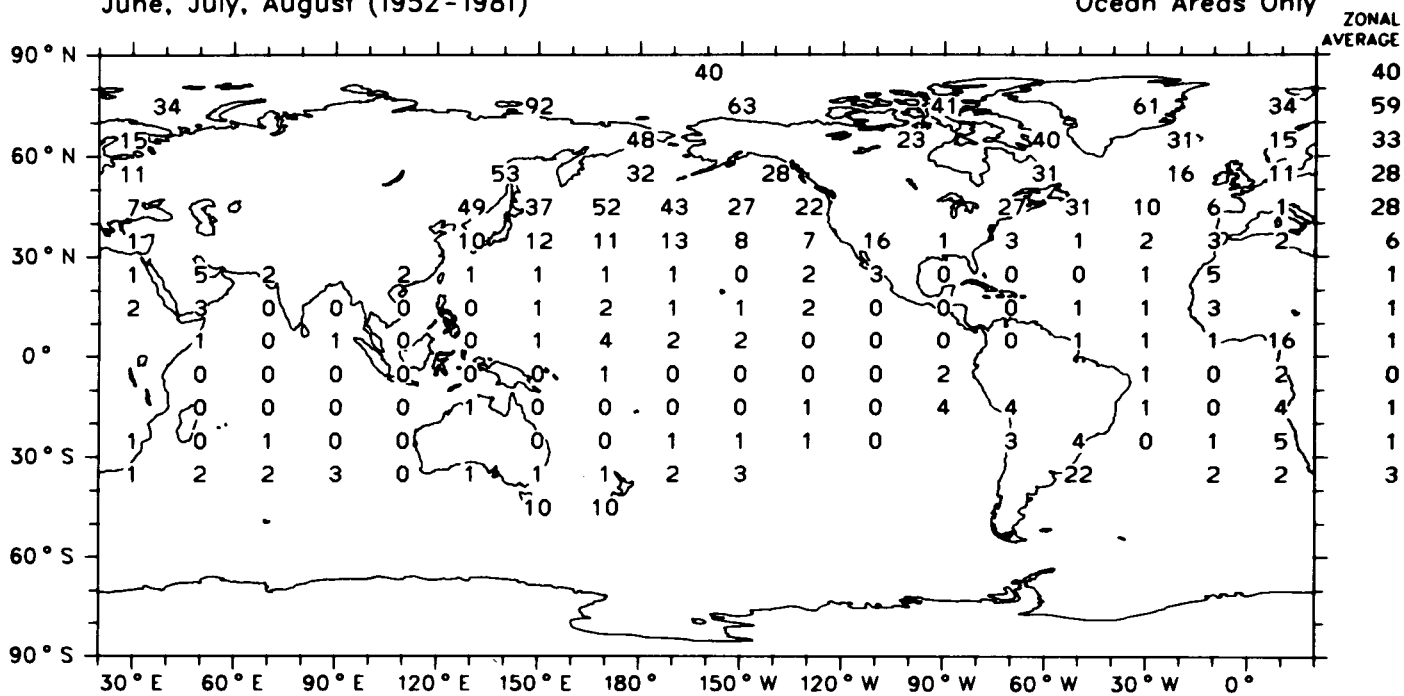 June, July, August (1952-1981) Ocean Areas Only
ZONAL
AVERAGE
90° N
40 40
34 92 63 41 61 34 59
15 48 23 40 31 15 33
60° N
11 53 32 28 31 16 11 28
7 49 37 52 43 27 22 27 31 10 6 1 28
17 10 12 11 13 8 7 16 1 3 1 2 3 2 6
30° N
1 5 2 2 1 1 1 1 0 2 3 0 0 0 1 5 1
2 3 0 0 0 0 1 2 1 1 2 0 0 0 1 1 3 1
1 0 1 0 0 1 4 2 2 0 0 0 0 1 1 1 16 1
0°
0 0 0 0 0 0 1 0 0 0 0 2 1 0 2 0
0 0 0 0 1 0 0 0 0 1 0 4 4 1 0 4 1
1 0 1 0 0 0 0 1 1 1 0 3 4 0 1 5 1
30° S
1 2 2 3 0 1 1 1 2 3 22 2 2 3
10 10
60° S
90° S
30° E 60° E 90° E 120° E 150° E 180° 150° W 120° W 90° W 60° W 30° W 0°